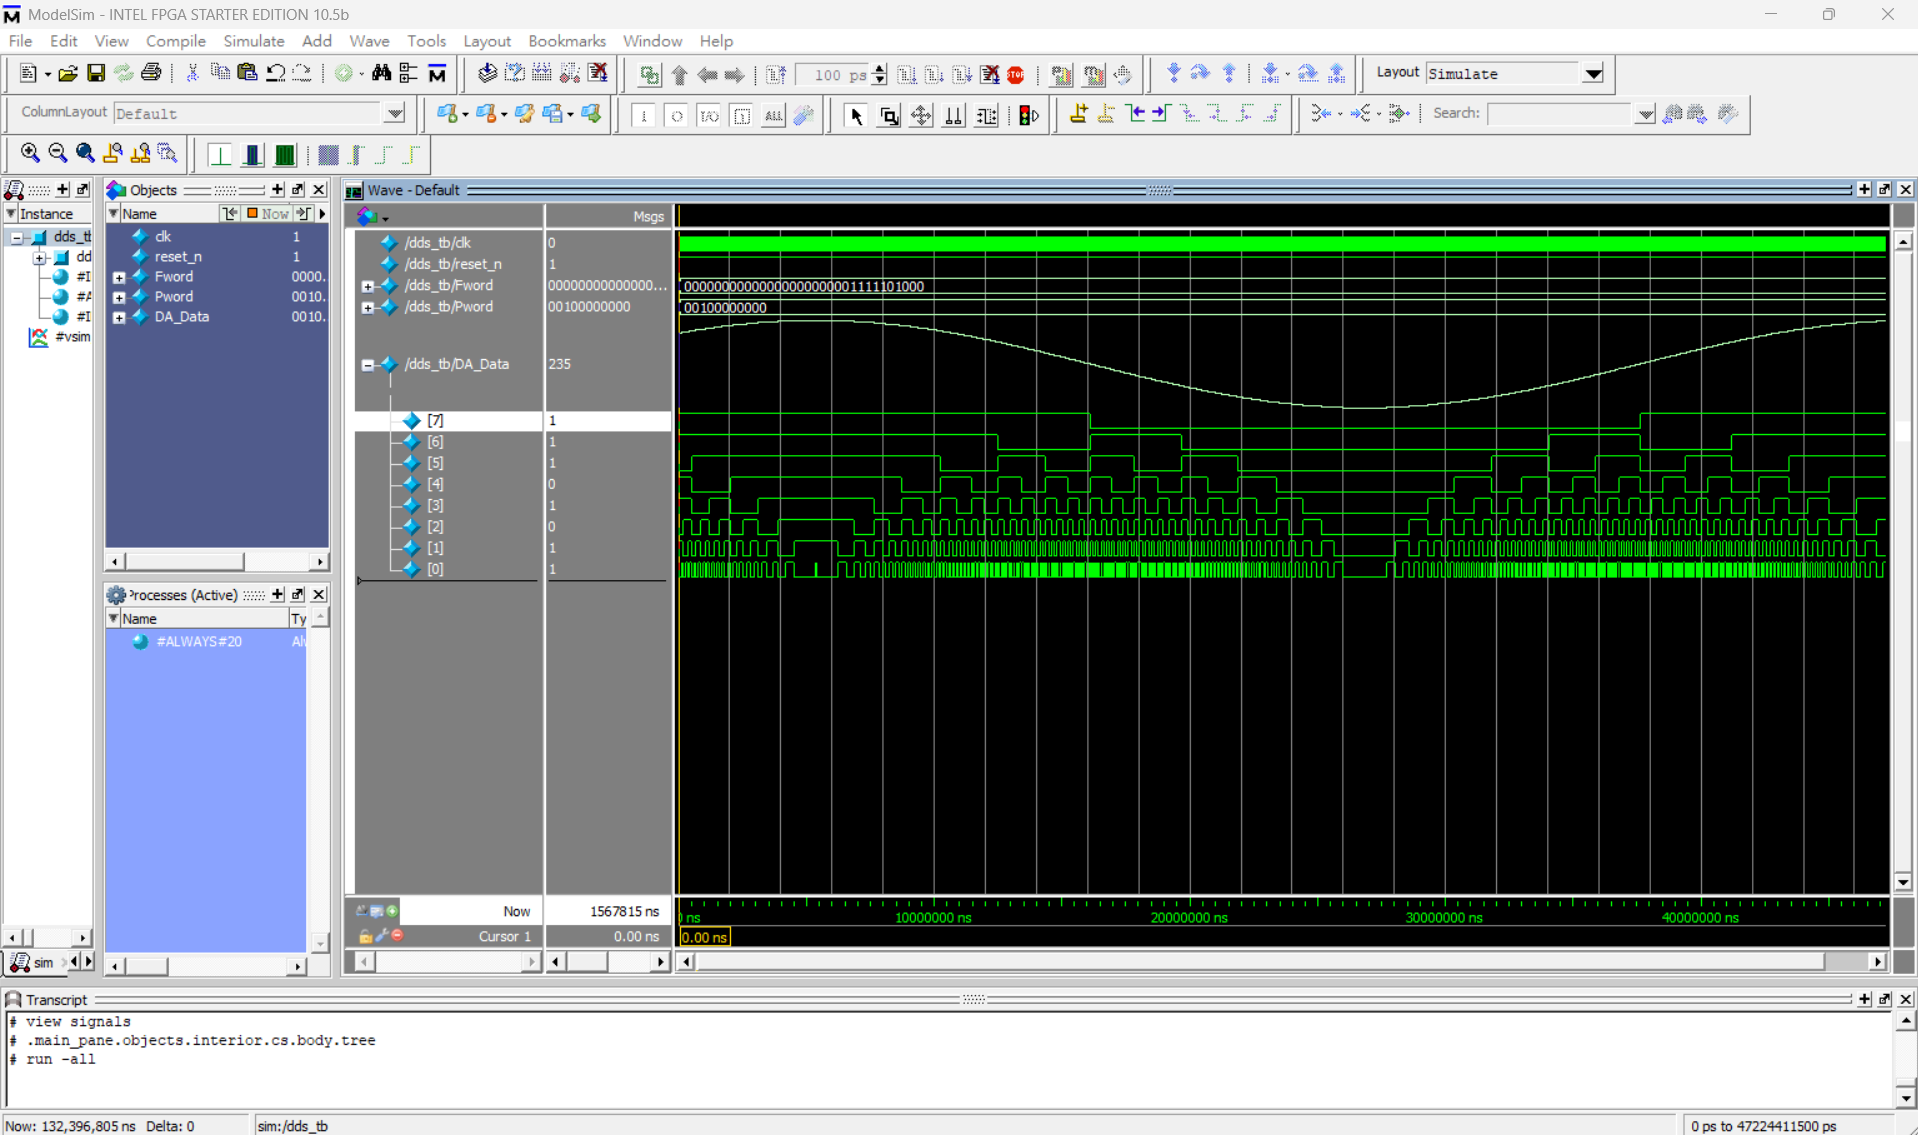 ModelSim - INTEL FPGA STARTER EDITION 10.5b
File Edit View Compile Simulate Add Wave Tools Layout Bookmarks Window Help
100 ps
STOP
Layout Simulate
ColumnLayout Default
I/O
ALL
Search:
Objects
Wave - Default
Instance
Name
Now
Msgs
dds_tb
dd
#I
#A
#I
#vsim
clk 1
reset_n 1
Fword 0000.
Pword 0010.
DA_Data 0010.
/dds_tb/clk 0
/dds_tb/reset_n 1
/dds_tb/Fword 00000000000000... 
/dds_tb/Pword 00100000000
00100000000
/dds_tb/DA_Data 235
[7] 1
[6] 1
[5] 1
[4] 0
[3] 1
[2] 0
[1] 1
[0] 1
Processes (Active)
Name Ty
#ALWAYS#20 Al
Now 1567815 ns
ns 10000000 ns 20000000 ns 30000000 ns 40000000 ns
Cursor 1 0.00 ns
0.00 ns
sim
Transcript
# view signals
# .main_pane.objects.interior.cs.body.tree
# run -all
Now: 132,396,805 ns Delta: 0
sim:/dds_tb
0 ps to 47224411500 ps